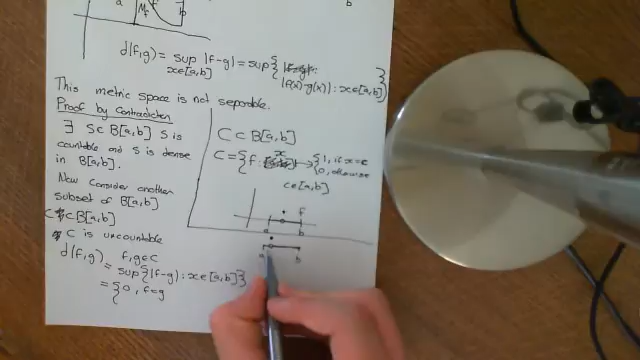 a
Mf
b
b
d(f,g) = sup |f-g| = sup{ |f(x)-g(x)| : x∈[a,b]}
x∈[a,b]
This metric space is not separable.
Proof by Contradiction
∃ S⊂B[a,b] S is
countable and S is dense
in B[a,b].
Now consider another
subset of B[a,b]
C ⊂ B[a,b]
C is uncountable
d(f,g) f,g∈C
= sup{|f-g| : x∈[a,b]}
= {0, f=g
C ⊂ B[a,b]
C = {f : x → {1, if x=c
0, otherwise
c∈[a,b]
f
a b
a b